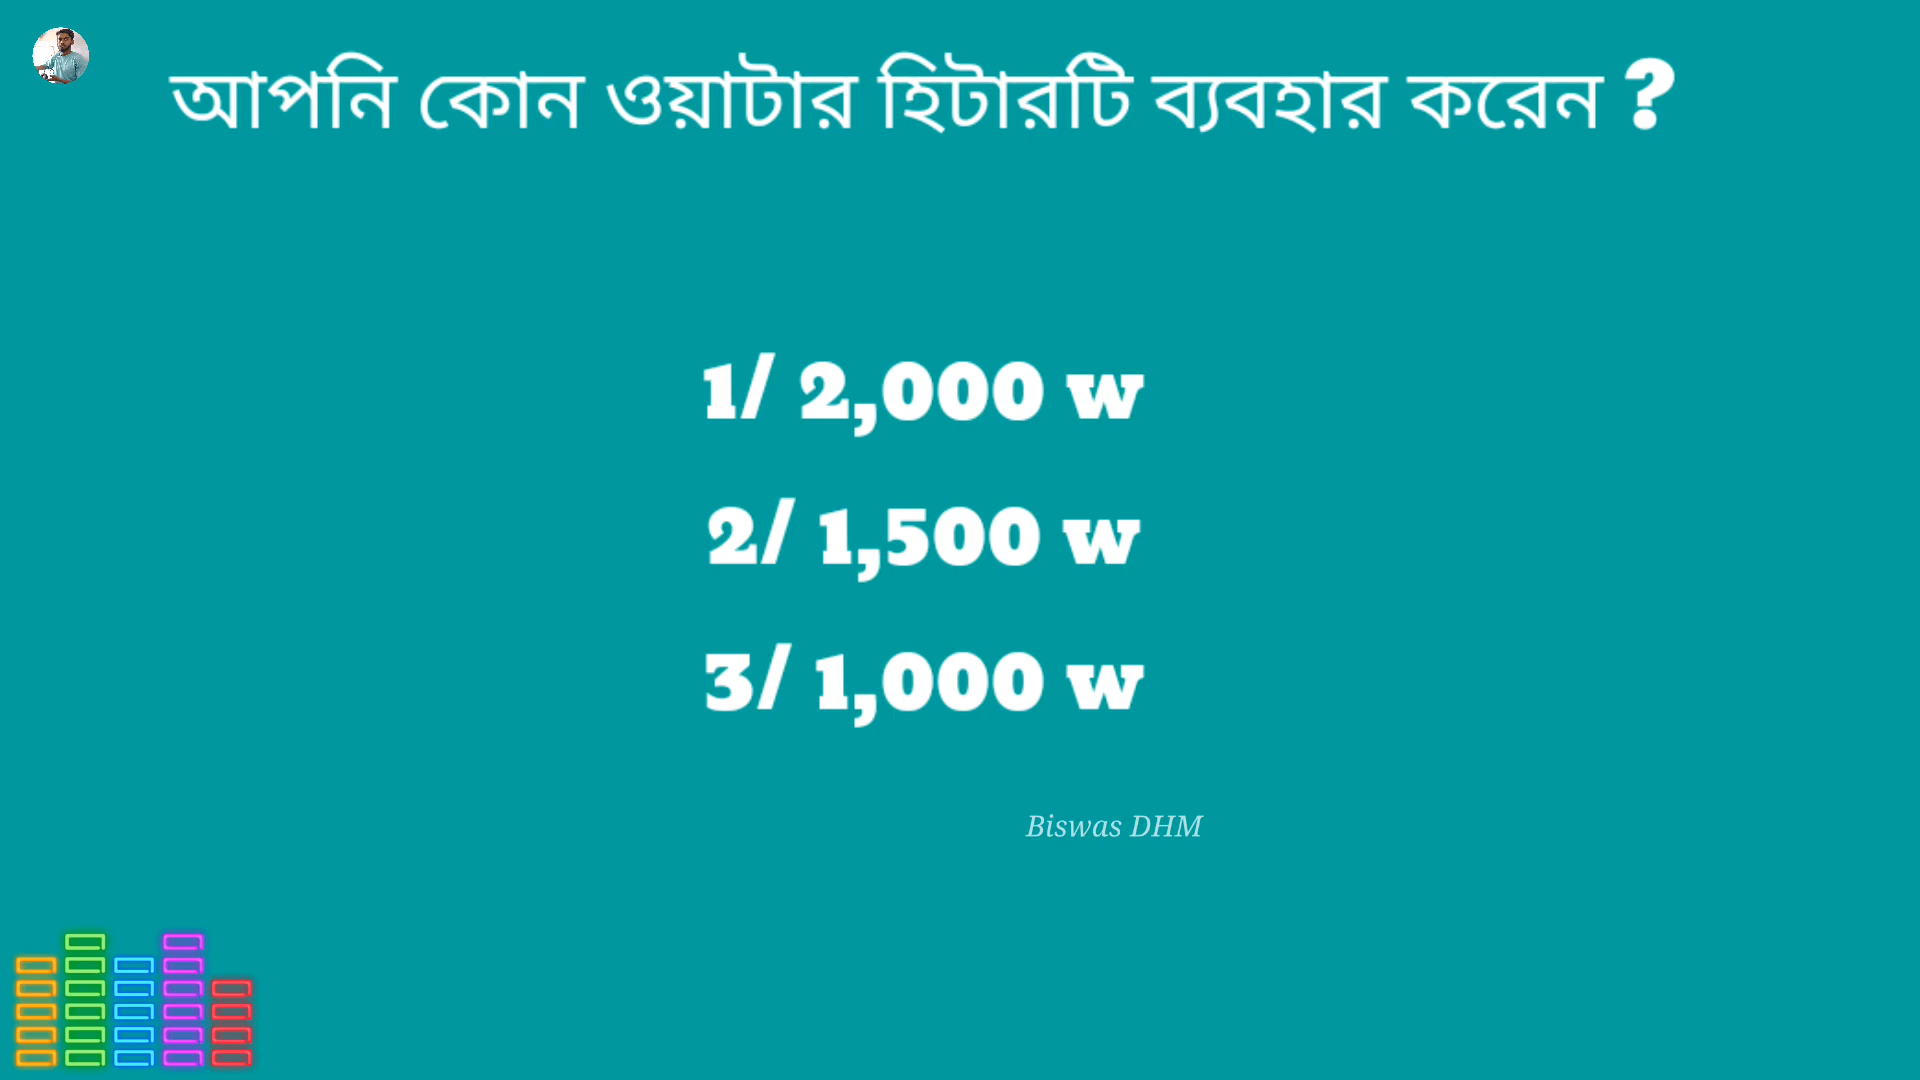 আপনি কোন ওয়াটার হিটারটি ব্যবহার করেন ?
1/ 2,000 w
2/ 1,500 w
3/ 1,000 w
Biswas DHM